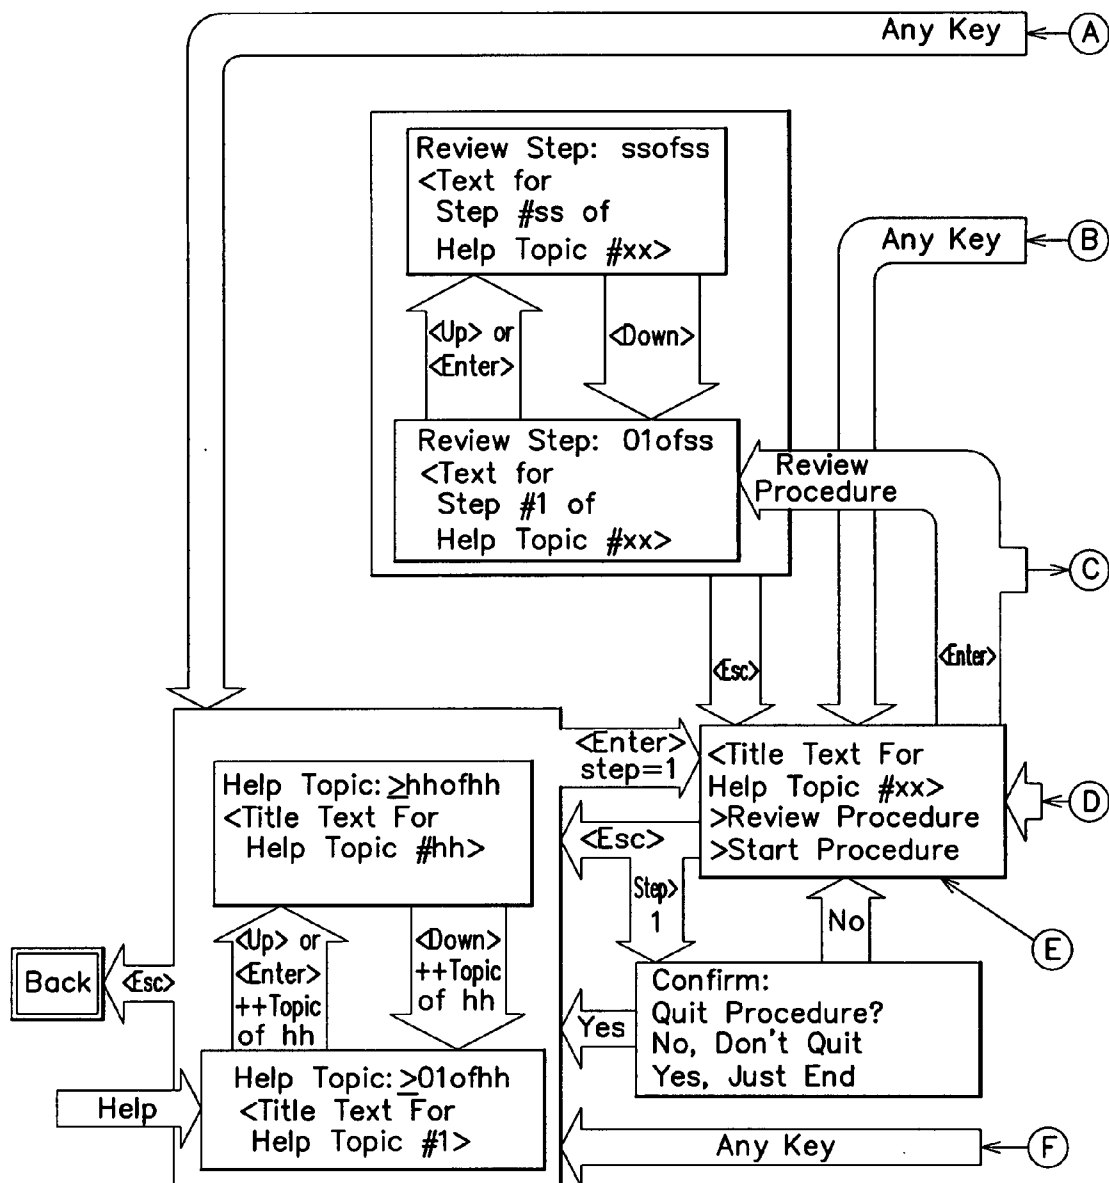 Any Key
A
Review Step: ssofss
<Text for
Step #ss of
Help Topic #xx>
Any Key
B
<Up> or
<Enter>
<Down>
Review Step: 01ofss
<Text for
Step #1 of
Help Topic #xx>
Review
Procedure
C
<Esc>
<Enter>
<Enter>
step=1
<Title Text For
Help Topic #xx>
>Review Procedure
>Start Procedure
D
Help Topic: >hhofhh
<Title Text For
Help Topic #hh>
<Esc>
Step>
1
No
E
Back
<Esc>
<Up> or
<Enter>
++Topic
of hh
<Down>
++Topic
of hh
Yes
Confirm:
Quit Procedure?
No, Don't Quit
Yes, Just End
Help
Help Topic: >01ofhh
<Title Text For
Help Topic #1>
Any Key
F